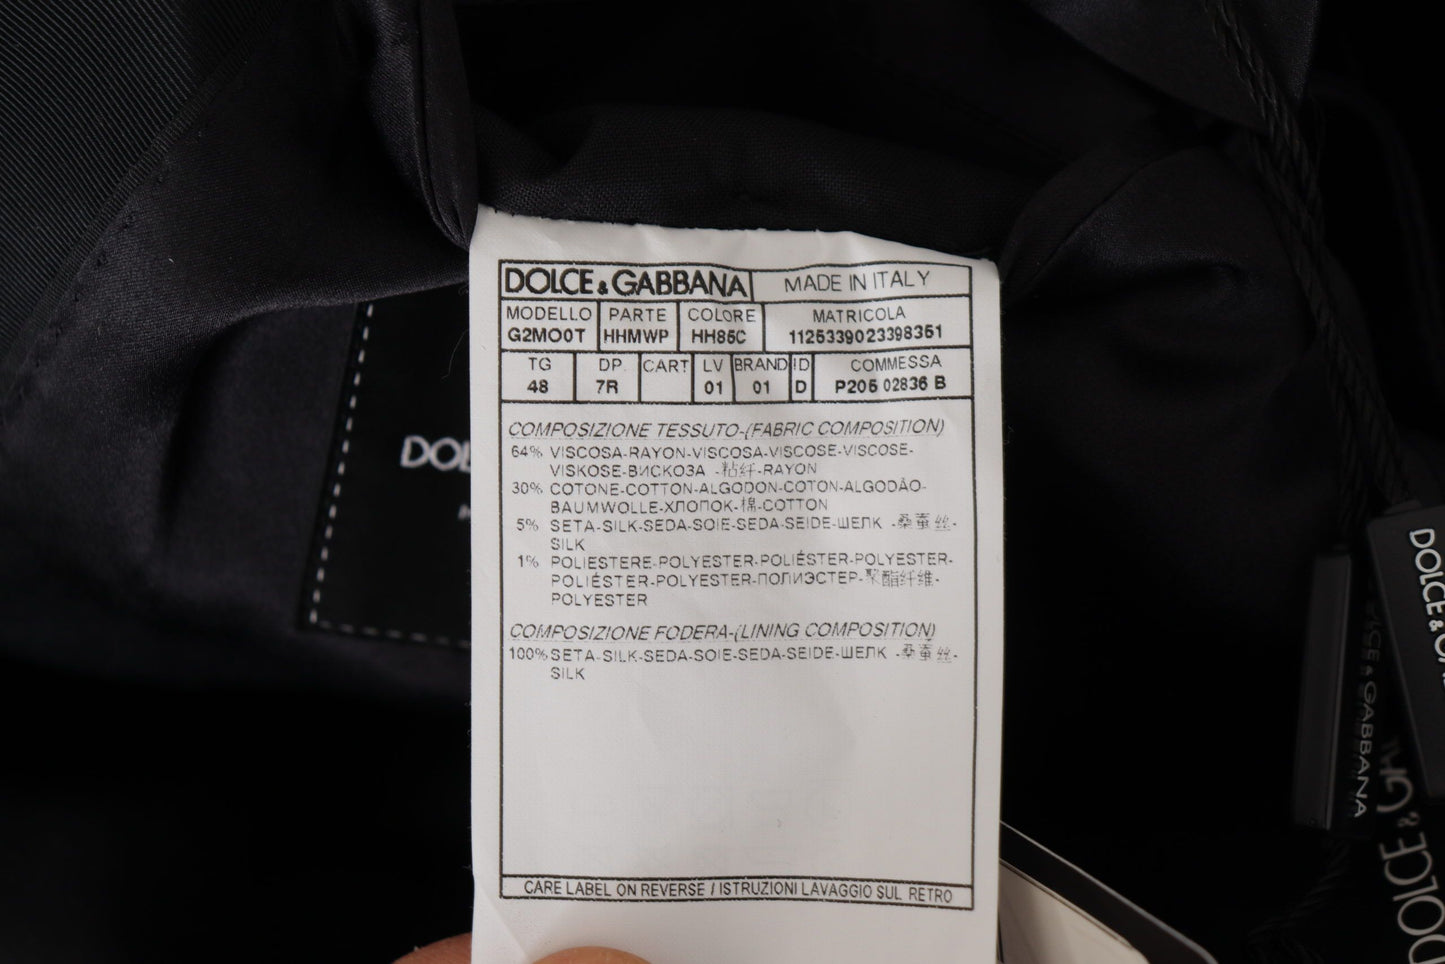 DOLCE & GABBANA MADE IN ITALY
MODELLO PARTE COLORE MATRICOLA
G2MO0T HHMWP HH85C 1125339023398351
TG DP. CART LV BRAND ID COMMESSA
48 7R 01 01 D P205 02836 B
COMPOSIZIONE TESSUTO-(FABRIC COMPOSITION)
64% VISCOSA-RAYON-VISCOSA-VISCOSE-VISCOSE-
VISKOSE-ВИСКОЗА -粘纤-RAYON
30% COTONE-COTTON-ALGODON-COTON-ALGODÃO-
BAUMWOLLE-ХЛОПОК-棉-COTTON
5% SETA-SILK-SEDA-SOIE-SEDA-SEIDE-ШЕЛК -桑蚕丝-
SILK
1% POLIESTERE-POLYESTER-POLIÉSTER-POLYESTER-
POLIÉSTER-POLYESTER-ПОЛИЭСТЕР-聚酯纤维-
POLYESTER
COMPOSIZIONE FODERA-(LINING COMPOSITION)
100% SETA-SILK-SEDA-SOIE-SEDA-SEIDE-ШЕЛК -桑蚕丝-
SILK
CARE LABEL ON REVERSE / ISTRUZIONI LAVAGGIO SUL RETRO
DOL
DOLCE & GA
DOLCE & GABBANA
DOLCE & GA